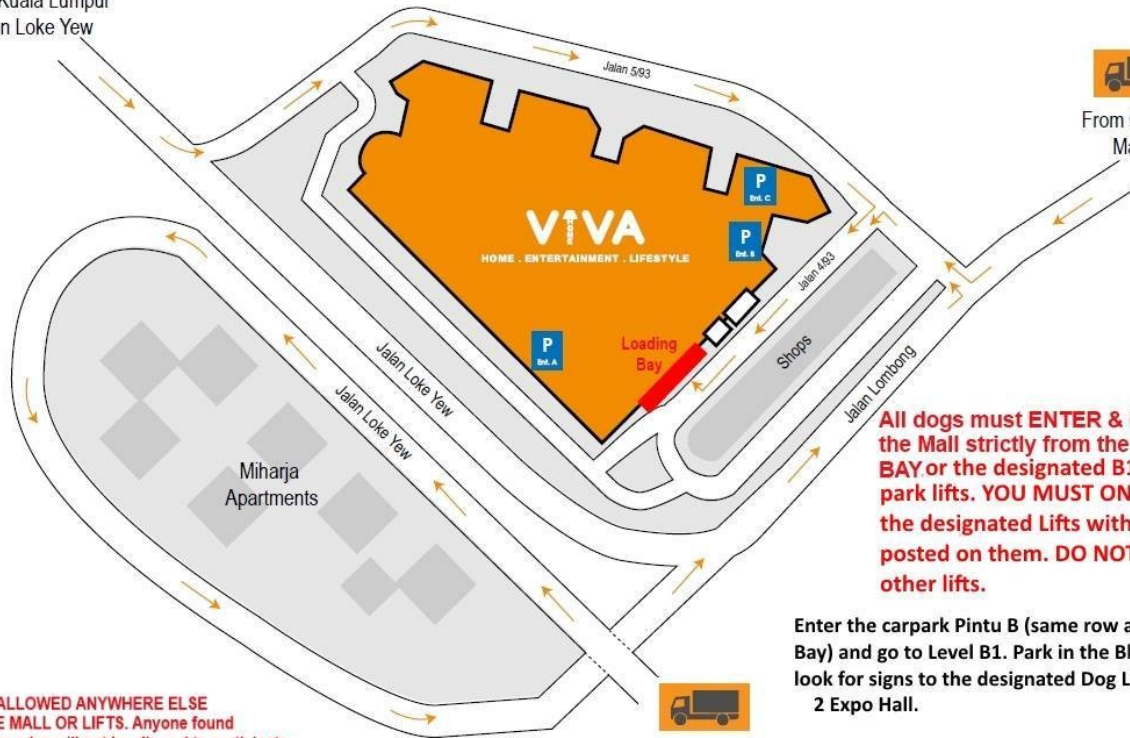 Kuala Lumpur
Loke Yew
Jalan 5/93
From
P
Ent. C
P
Ent. B
VIVA
HOME
HOME . ENTERTAINMENT . LIFESTYLE
Jalan 4/93
P
Ent. A
Loading
Bay
Shops
Jalan Loke Yew
Jalan Loke Yew
Jalan Lombong
Miharja
Apartments
All dogs must ENTER &
the Mall strictly from the
BAY or the designated B1
park lifts. YOU MUST
the designated Lifts with
posted on them. DO NOT
other lifts.
Enter the carpark Pintu B (same row
Bay) and go to Level B1. Park in the
look for signs to the designated Dog
2 Expo Hall.
ALLOWED ANYWHERE ELSE
MALL OR LIFTS. Anyone found